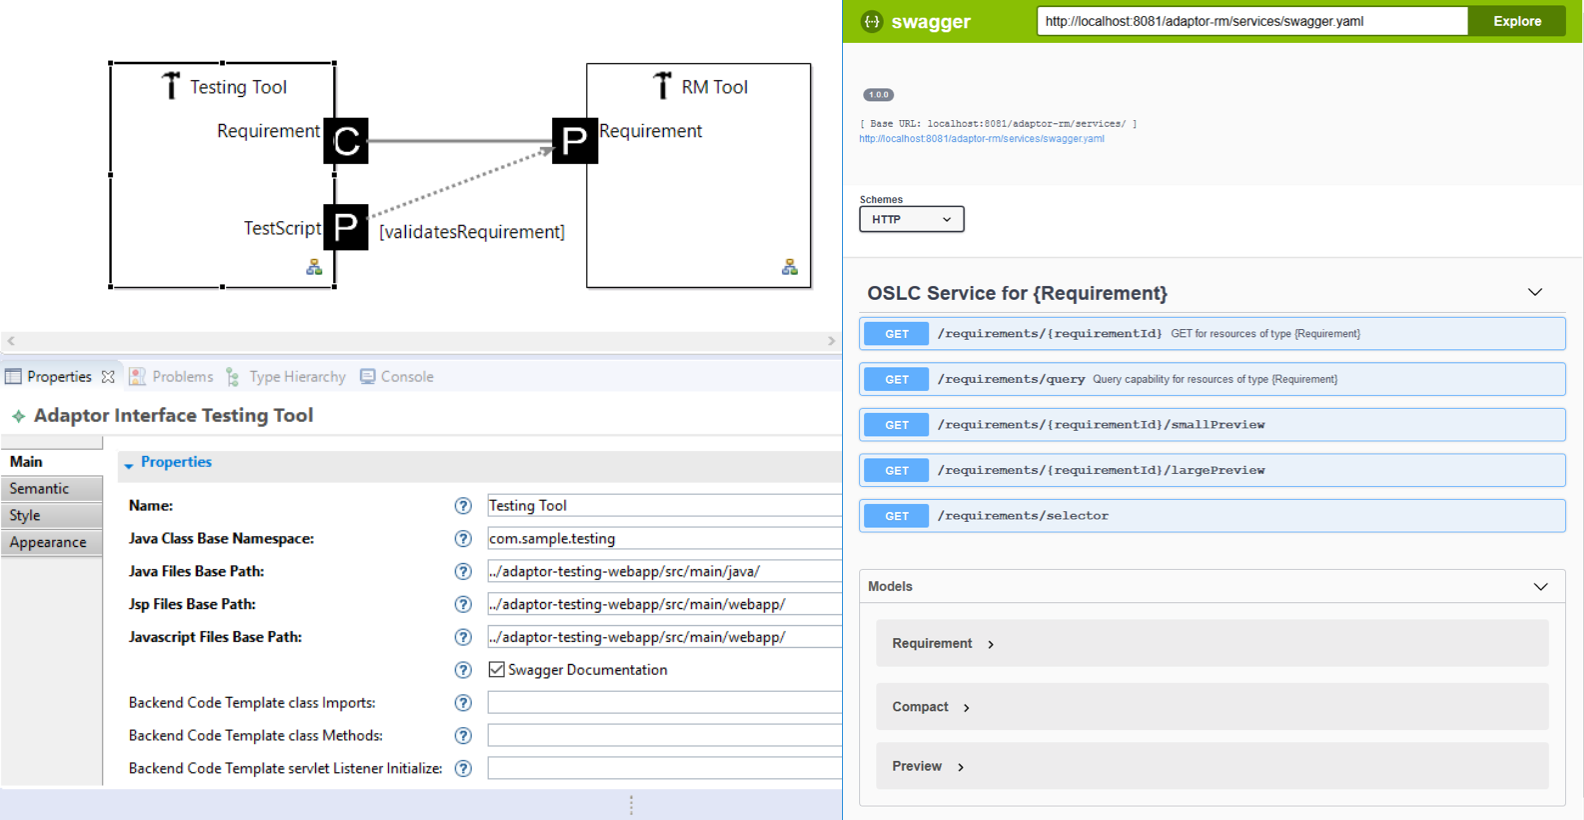 Testing Tool
Requirement
C
TestScript
P
[validatesRequirement]
RM Tool
P
Requirement
Properties
Problems
Type Hierarchy
Console
Adaptor Interface Testing Tool
Main
Semantic
Style
Appearance
Properties
Name: ? Testing Tool
Java Class Base Namespace: ? com.sample.testing
Java Files Base Path: ? ../adaptor-testing-webapp/src/main/java/
Jsp Files Base Path: ? ../adaptor-testing-webapp/src/main/webapp/
Javascript Files Base Path: ? ../adaptor-testing-webapp/src/main/webapp/
? Swagger Documentation
Backend Code Template class Imports: ?
Backend Code Template class Methods: ?
Backend Code Template servlet Listener Initialize: ?
{··} swagger
http://localhost:8081/adaptor-rm/services/swagger.yaml
Explore
1.0.0
[ Base URL: localhost:8081/adaptor-rm/services/ ]
http://localhost:8081/adaptor-rm/services/swagger.yaml
Schemes
HTTP
OSLC Service for {Requirement}
GET /requirements/{requirementId} GET for resources of type {Requirement}
GET /requirements/query Query capability for resources of type {Requirement}
GET /requirements/{requirementId}/smallPreview
GET /requirements/{requirementId}/largePreview
GET /requirements/selector
Models
Requirement
Compact
Preview